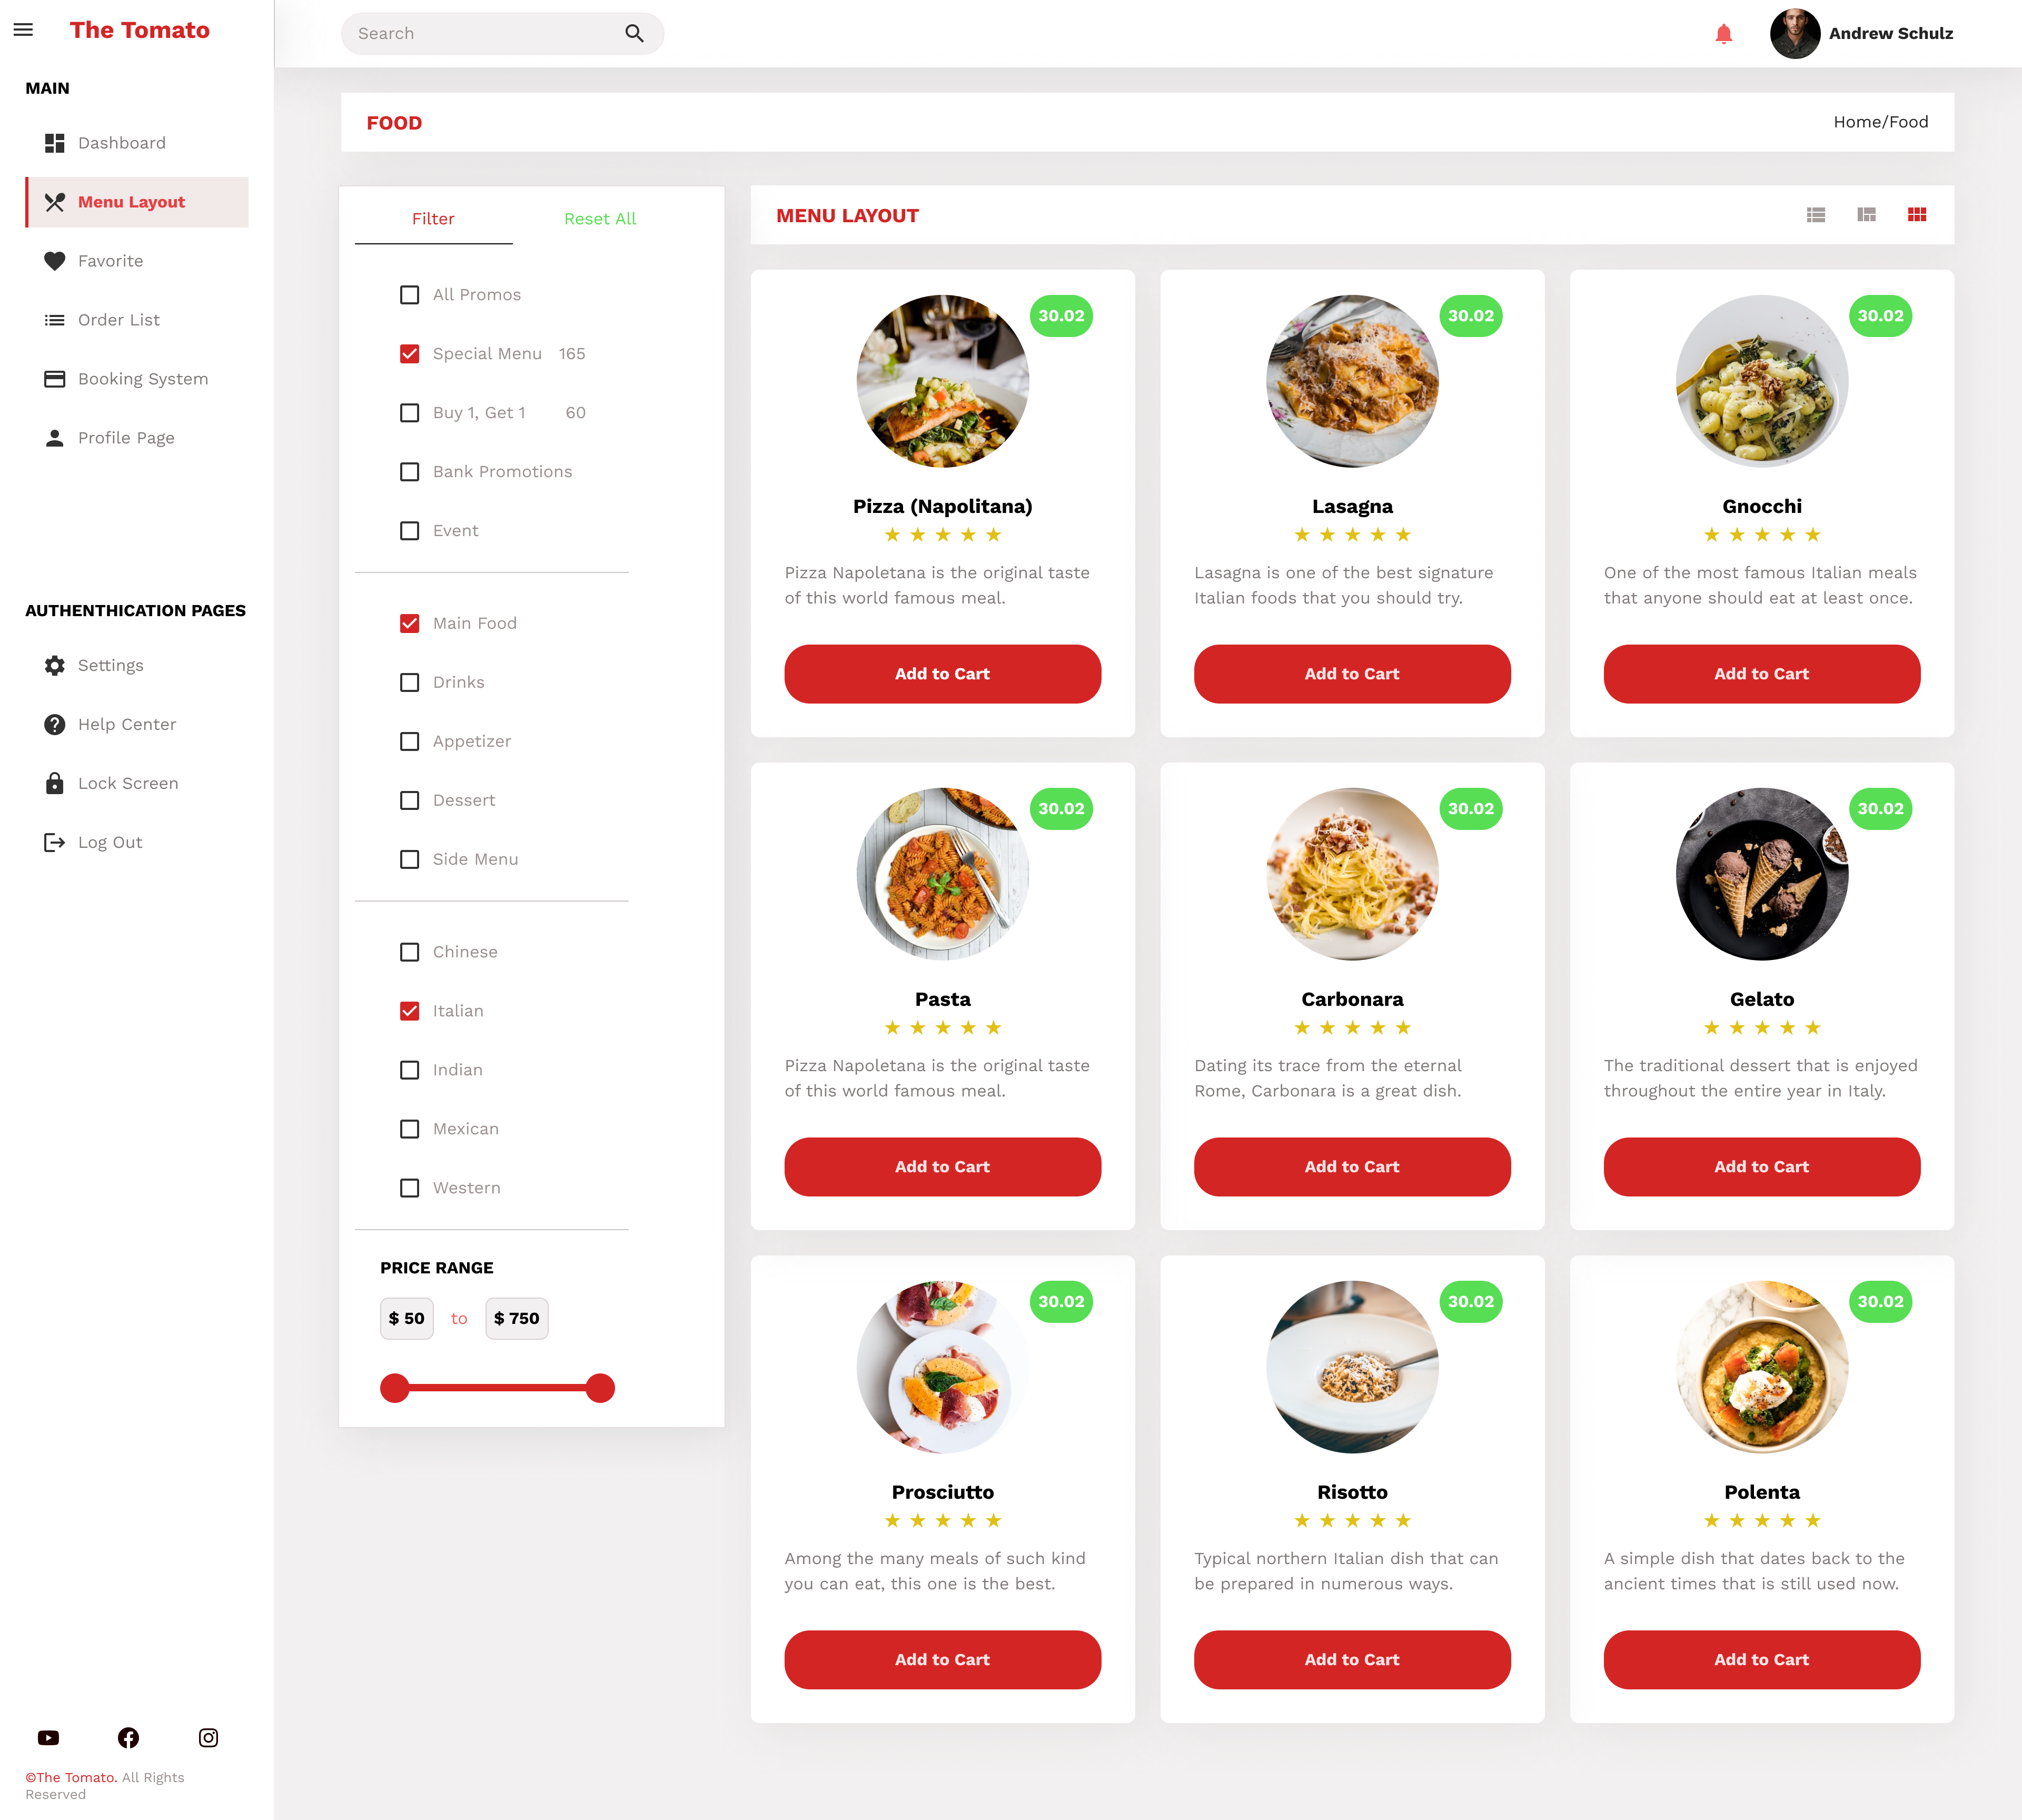 The Tomato
MAIN
Dashboard
Menu Layout
Favorite
Order List
Booking System
Profile Page
AUTHENTHICATION PAGES
Settings
Help Center
Lock Screen
Log Out
©The Tomato. All Rights
Reserved
Search
Andrew Schulz
FOOD
Home/Food
Filter
Reset All
All Promos
Special Menu 165
Buy 1, Get 1 60
Bank Promotions
Event
Main Food
Drinks
Appetizer
Dessert
Side Menu
Chinese
Italian
Indian
Mexican
Western
PRICE RANGE
$ 50 to $ 750
MENU LAYOUT
30.02
Pizza (Napolitana)
Pizza Napoletana is the original taste
of this world famous meal.
Add to Cart
30.02
Lasagna
Lasagna is one of the best signature
Italian foods that you should try.
Add to Cart
30.02
Gnocchi
One of the most famous Italian meals
that anyone should eat at least once.
Add to Cart
30.02
Pasta
Pizza Napoletana is the original taste
of this world famous meal.
Add to Cart
30.02
Carbonara
Dating its trace from the eternal
Rome, Carbonara is a great dish.
Add to Cart
30.02
Gelato
The traditional dessert that is enjoyed
throughout the entire year in Italy.
Add to Cart
30.02
Prosciutto
Among the many meals of such kind
you can eat, this one is the best.
Add to Cart
30.02
Risotto
Typical northern Italian dish that can
be prepared in numerous ways.
Add to Cart
30.02
Polenta
A simple dish that dates back to the
ancient times that is still used now.
Add to Cart